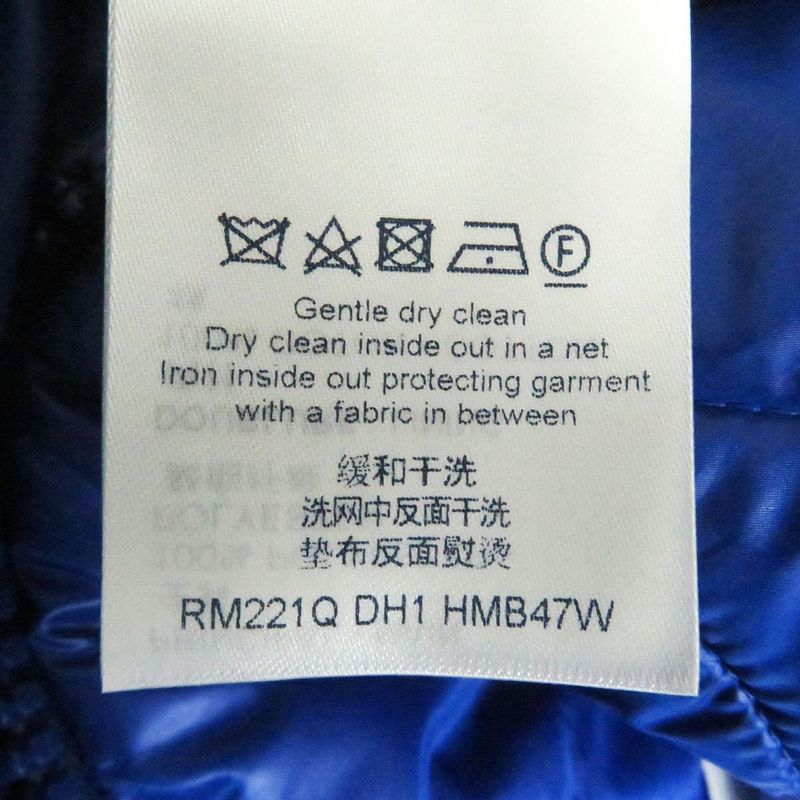 F
Gentle dry clean
Dry clean inside out in a net
Iron inside out protecting garment
with a fabric in between
缓和干洗
洗网中反面干洗
垫布反面熨烫
RM221Q DH1 HMB47W